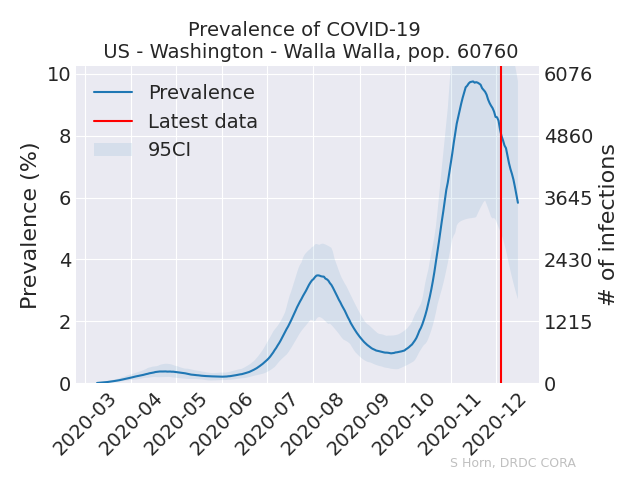 Prevalence of COVID-19
US - Washington - Walla Walla, pop. 60760
Prevalence
Latest data
95CI
Prevalence (%)
10
8
6
4
2
0
6076
4860
3645
2430
1215
0
# of infections
2020-03
2020-04
2020-05
2020-06
2020-07
2020-08
2020-09
2020-10
2020-11
2020-12
S Horn, DRDC CORA